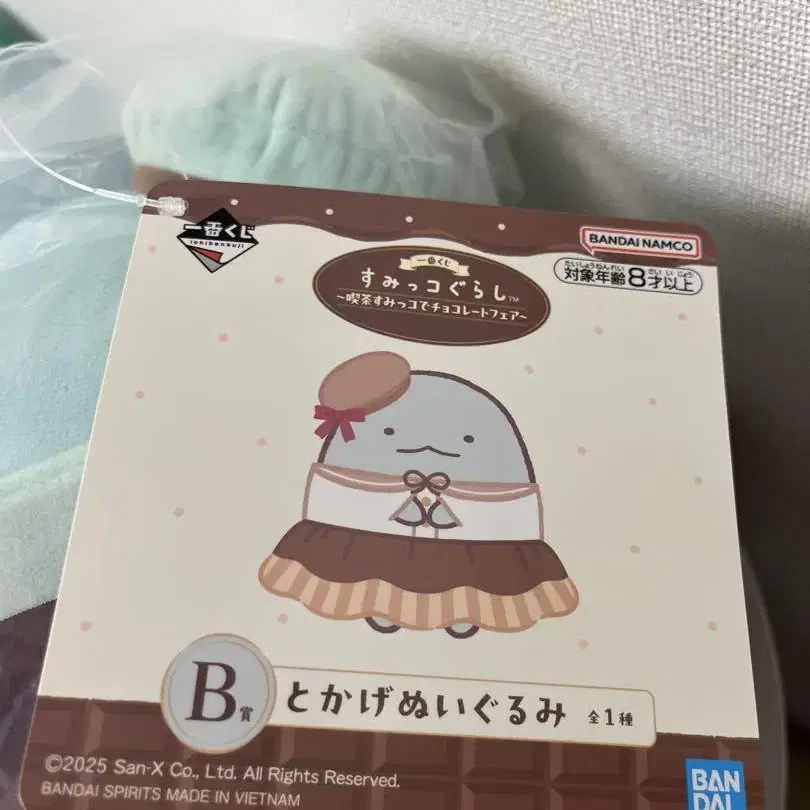 一番くじ
ichibankuji
BANDAI NAMCO
たいしょうねんれい さいいじょう
対象年齢8才以上
一番くじ
すみっコぐらし™
~喫茶すみっコでチョコレートフェア~
B賞
とかげぬいぐるみ 全1種
©2025 San-X Co., Ltd. All Rights Reserved.
BANDAI SPIRITS MADE IN VIETNAM
BAN
DAI